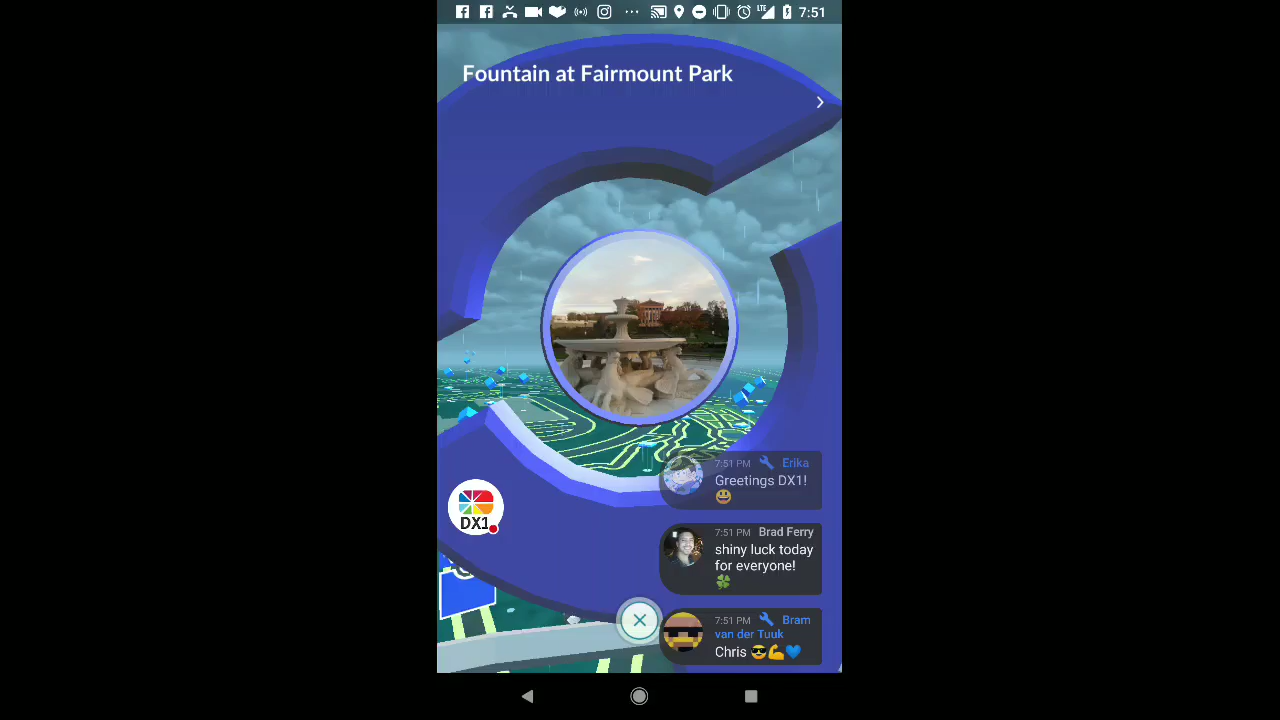 LTE 7:51
Fountain at Fairmount Park
7:51 PM Erika
Greetings DX1!
😃
DX1
7:51 PM Brad Ferry
shiny luck today
for everyone!
🍀
7:51 PM Bram
van der Tuuk
Chris 😎💪💙